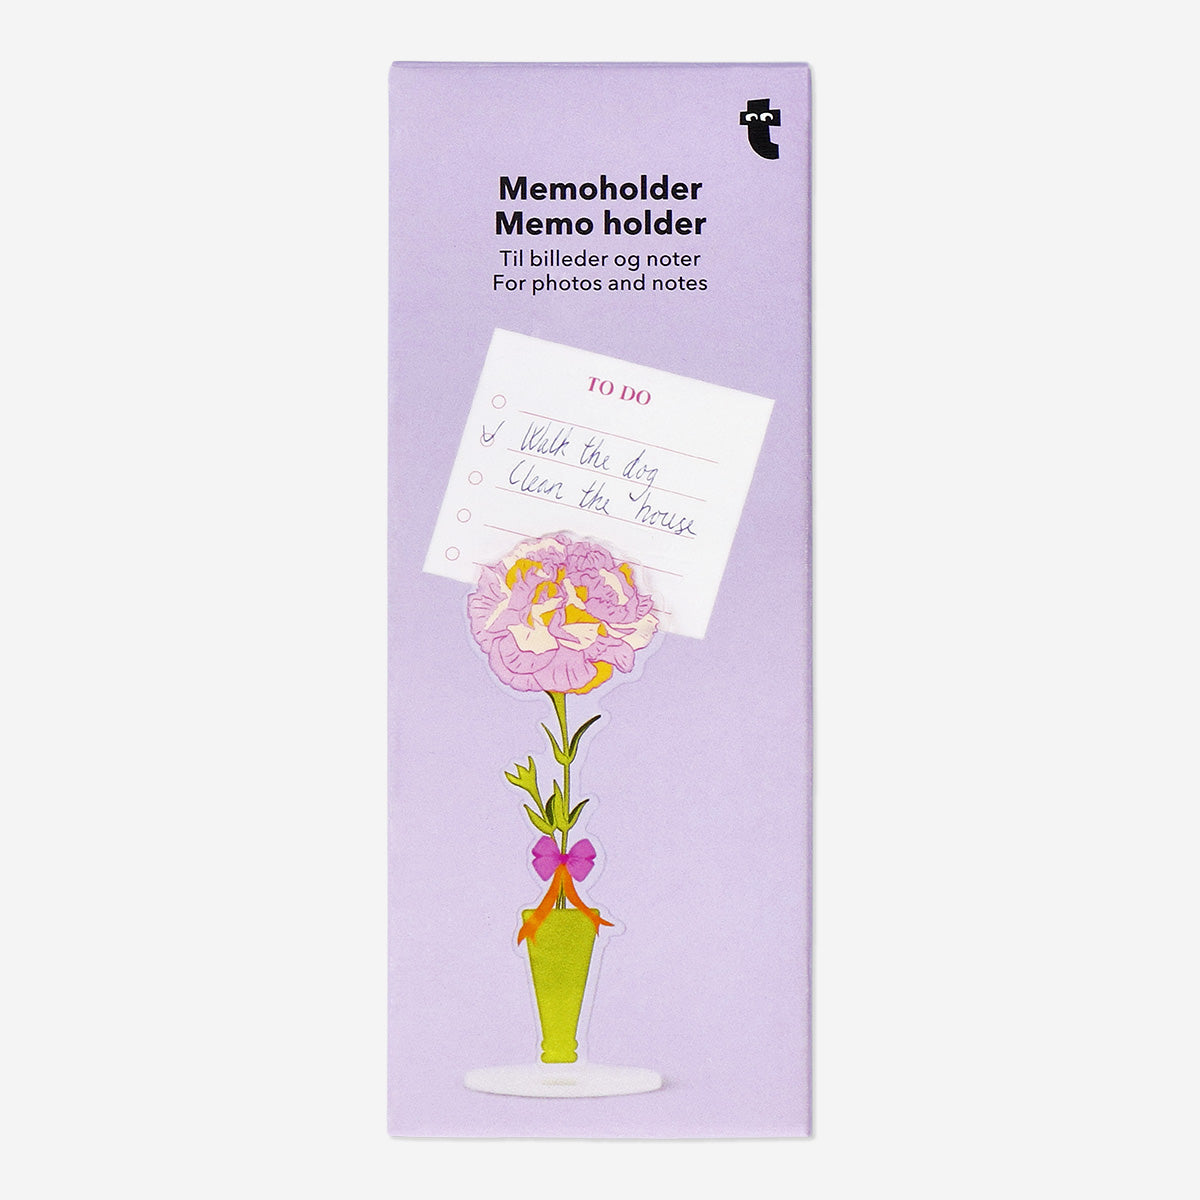 t
Memoholder
Memo holder
Til billeder og noter
For photos and notes
TO DO
Walk the dog
Clean the house